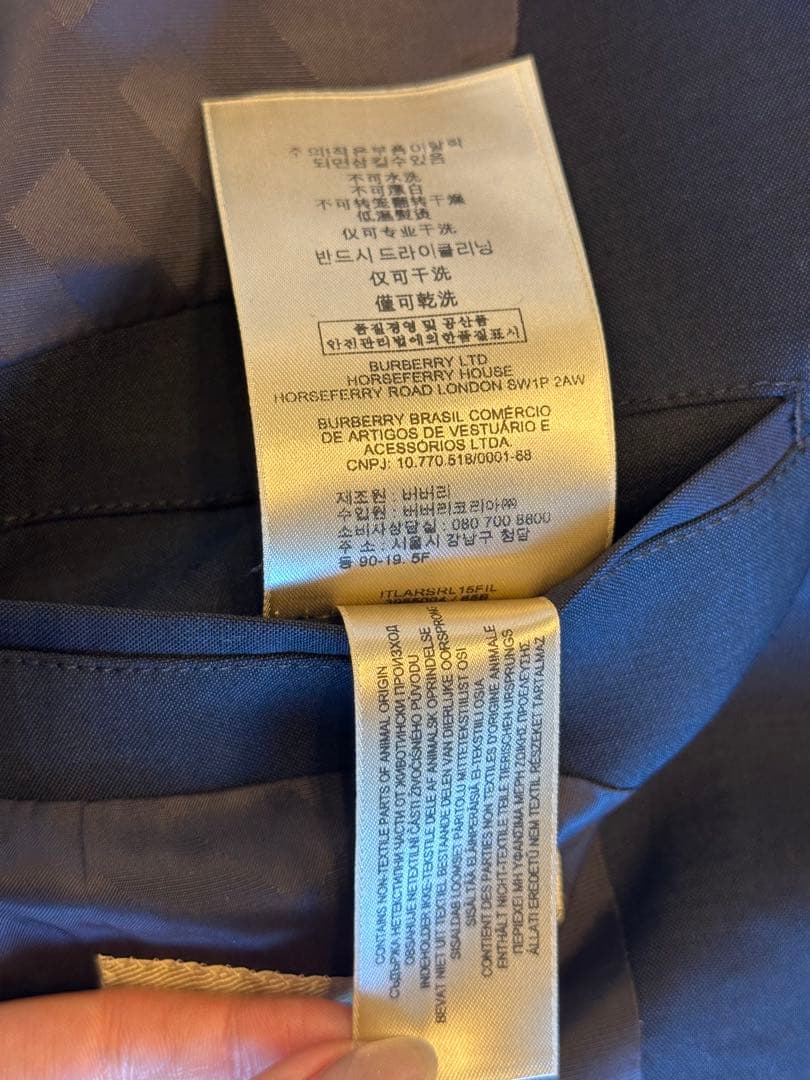 주의!작은부품이탈락
되면삼킬수있음
不可水洗
不可漂白
不可转笼翻转干燥
低温熨烫
仅可专业干洗
반드시드라이클리닝
仅可干洗
僅可乾洗
품질경영 및 공산품
안전관리법에의한품질표시
BURBERRY LTD
HORSEFERRY HOUSE
HORSEFERRY ROAD LONDON SW1P 2AW
BURBERRY BRASIL COMÉRCIO
DE ARTIGOS DE VESTUÁRIO E
ACESSÓRIOS LTDA.
CNPJ: 10.770.518/0001-68
제조원 : 버버리
수입원 : 버버리코리아㈜
소비사상담실 : 080 700 8800
주소 : 서울시 강남구 청담
동 90-19. 5F
ITLARSRL15FIL
CONTAINS NON-TEXTILE PARTS OF ANIMAL ORIGIN
СЪДЪРЖА НЕТЕКСТИЛНИ ЧАСТИ ОТ ЖИВОТИНСКИ ПРОИЗХОД
OBSAHUJE NETEXTILNÍ ČÁSTI ŽIVOČIŠNÉHO PŮVODU
INDEHOLDER IKKE-TEKSTILE DELE AF ANIMALSK OPRINDELSE
BEVAT NIET UIT TEXTIEL BESTAANDE DELEN VAN DIERLIJKE OORSPRONG
SISALDAB LOOMSET PÄRITOLU MITTETEKSTIILIST OSI
SISÄLTÄÄ ELÄINPERÄISIÄ EI-TEKSTIILIOSIA
CONTIENT DES PARTIES NON TEXTILES D'ORIGINE ANIMALE
ENTHÄLT NICHT-TEXTILE TEILE TIERISCHEN URSPRUNGS
ΠΕΡΙΕΧΕΙ ΜΗ ΥΦΑΝΣΙΜΑ ΜΕΡΗ ΖΩΙΚΗΣ ΠΡΟΕΛΕΥΣΗΣ
ÁLLATI EREDETŰ NEM TEXTIL RÉSZEKET TARTALMAZ